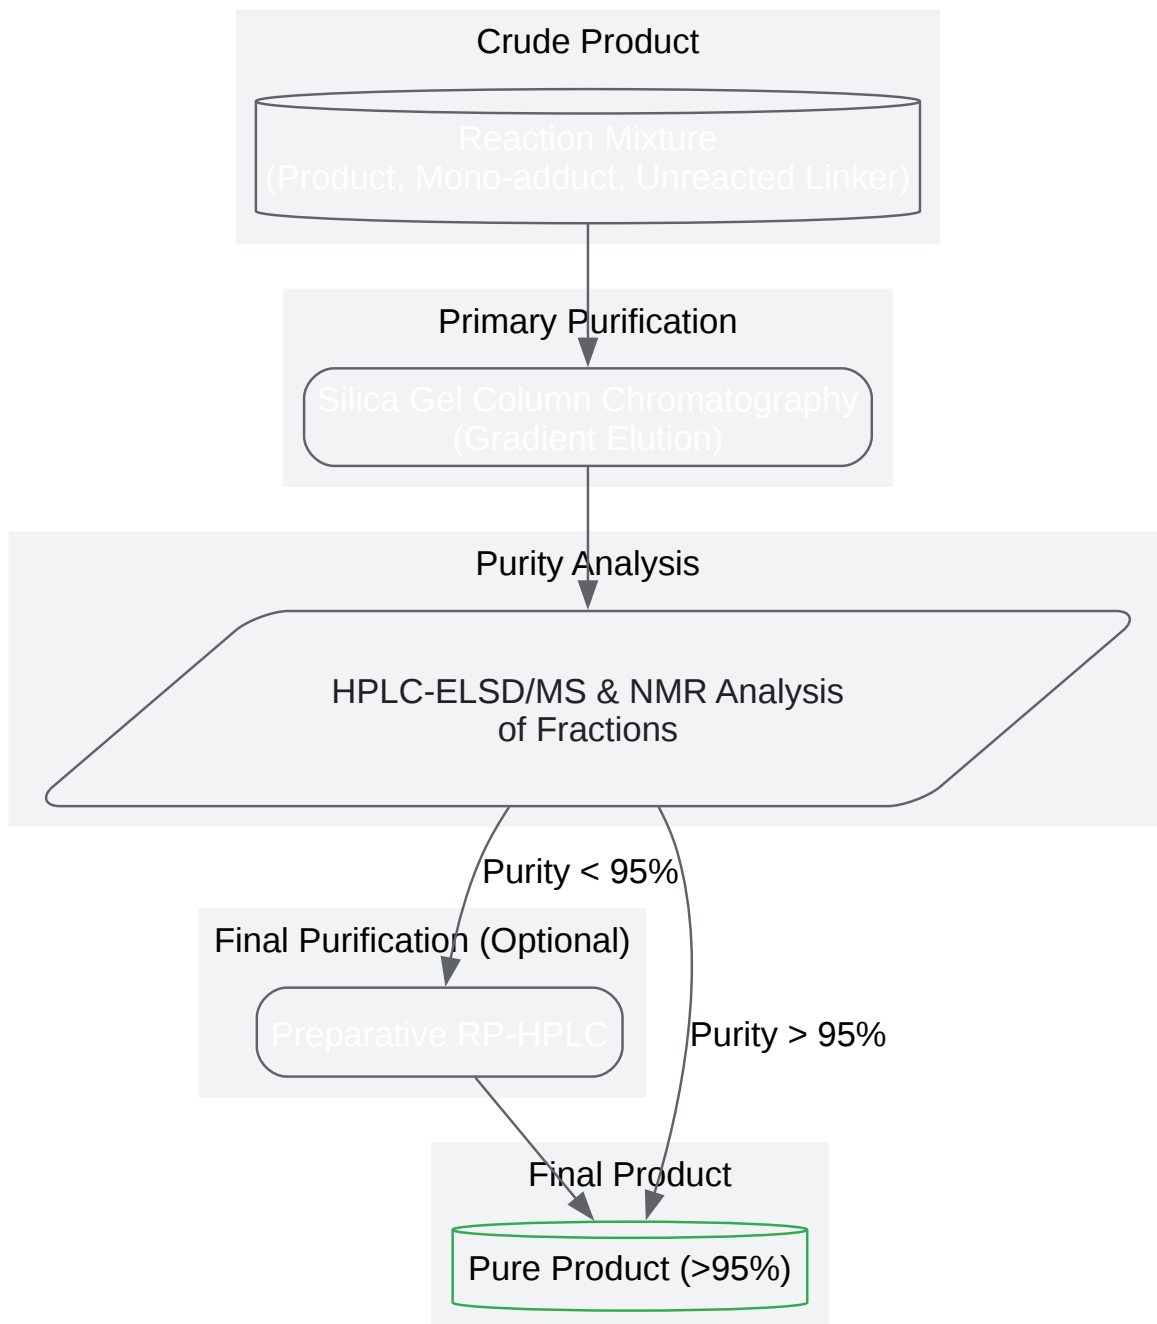 Crude Product
Reaction Mixture
(Product, Mono-adduct, Unreacted Linker)
Primary Purification
Silica Gel Column Chromatography
(Gradient Elution)
Purity Analysis
HPLC-ELSD/MS & NMR Analysis
of Fractions
Purity < 95%
Final Purification (Optional)
Preparative RP-HPLC
Purity > 95%
Final Product
Pure Product (>95%)